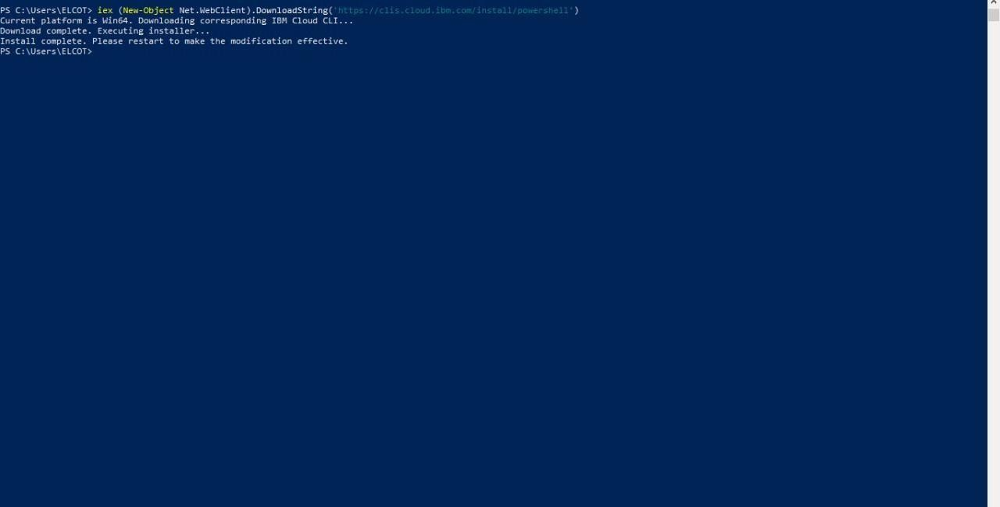 PS C:\Users\ELCOT> iex (New-Object Net.WebClient).DownloadString('https://clis.cloud.ibm.com/install/powershell')
Current platform is Win64. Downloading corresponding IBM Cloud CLI...
Download complete. Executing installer...
Install complete. Please restart to make the modification effective.
PS C:\Users\ELCOT>